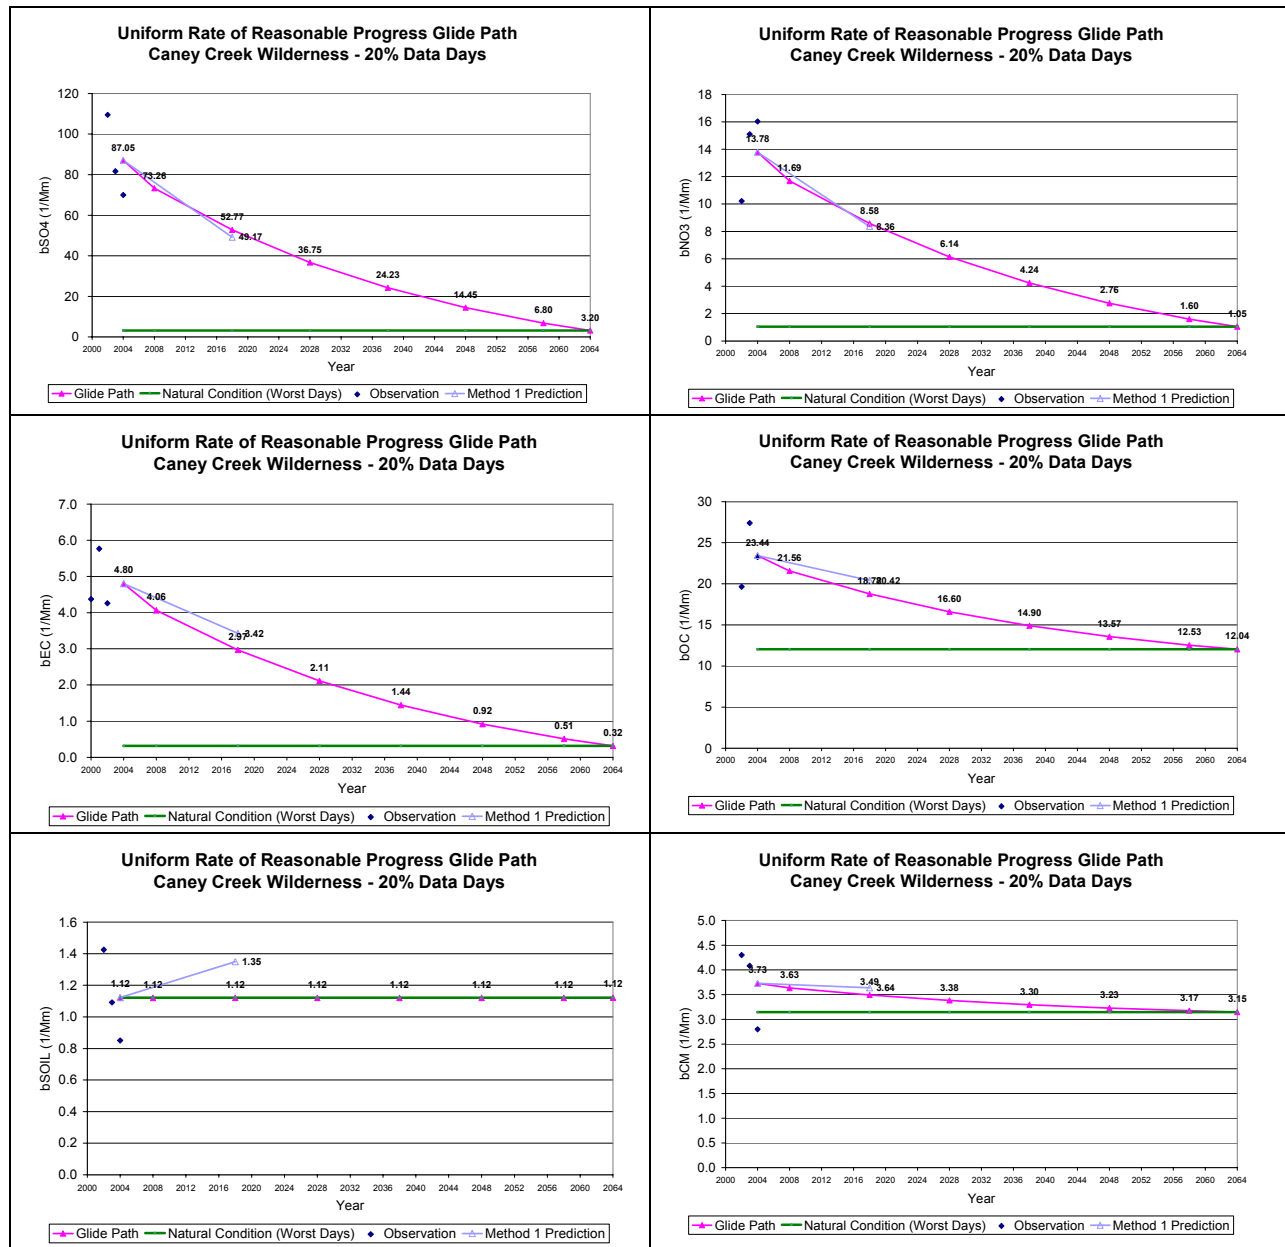 Uniform Rate of Reasonable Progress Glide Path
Caney Creek Wilderness - 20% Data Days
bSO4 (1/Mm)
120
100
80
60
40
20
0
87.05
73.26
52.77
49.17
36.75
24.23
14.45
6.80
3.20
2000 2004 2008 2012 2016 2020 2024 2028 2032 2036 2040 2044 2048 2052 2056 2060 2064
Year
Glide Path Natural Condition (Worst Days) Observation Method 1 Prediction
Uniform Rate of Reasonable Progress Glide Path
Caney Creek Wilderness - 20% Data Days
bNO3 (1/Mm)
18
16
14
12
10
8
6
4
2
0
13.78
11.69
8.58
8.36
6.14
4.24
2.76
1.60
1.05
2000 2004 2008 2012 2016 2020 2024 2028 2032 2036 2040 2044 2048 2052 2056 2060 2064
Year
Glide Path Natural Condition (Worst Days) Observation Method 1 Prediction
Uniform Rate of Reasonable Progress Glide Path
Caney Creek Wilderness - 20% Data Days
bEC (1/Mm)
7.0
6.0
5.0
4.0
3.0
2.0
1.0
0.0
4.80
4.06
2.97
3.42
2.11
1.44
0.92
0.51
0.32
2000 2004 2008 2012 2016 2020 2024 2028 2032 2036 2040 2044 2048 2052 2056 2060 2064
Year
Glide Path Natural Condition (Worst Days) Observation Method 1 Prediction
Uniform Rate of Reasonable Progress Glide Path
Caney Creek Wilderness - 20% Data Days
bOC (1/Mm)
30
25
20
15
10
5
0
23.44
21.56
18.78
20.42
16.60
14.90
13.57
12.53
12.04
2000 2004 2008 2012 2016 2020 2024 2028 2032 2036 2040 2044 2048 2052 2056 2060 2064
Year
Glide Path Natural Condition (Worst Days) Observation Method 1 Prediction
Uniform Rate of Reasonable Progress Glide Path
Caney Creek Wilderness - 20% Data Days
bSOIL (1/Mm)
1.6
1.4
1.2
1.0
0.8
0.6
0.4
0.2
0.0
1.12
1.12
1.12
1.35
1.12
1.12
1.12
1.12
1.12
2000 2004 2008 2012 2016 2020 2024 2028 2032 2036 2040 2044 2048 2052 2056 2060 2064
Year
Glide Path Natural Condition (Worst Days) Observation Method 1 Prediction
Uniform Rate of Reasonable Progress Glide Path
Caney Creek Wilderness - 20% Data Days
bCM (1/Mm)
5.0
4.5
4.0
3.5
3.0
2.5
2.0
1.5
1.0
0.5
0.0
3.73
3.63
3.49
3.64
3.38
3.30
3.23
3.17
3.15
2000 2004 2008 2012 2016 2020 2024 2028 2032 2036 2040 2044 2048 2052 2056 2060 2064
Year
Glide Path Natural Condition (Worst Days) Observation Method 1 Prediction